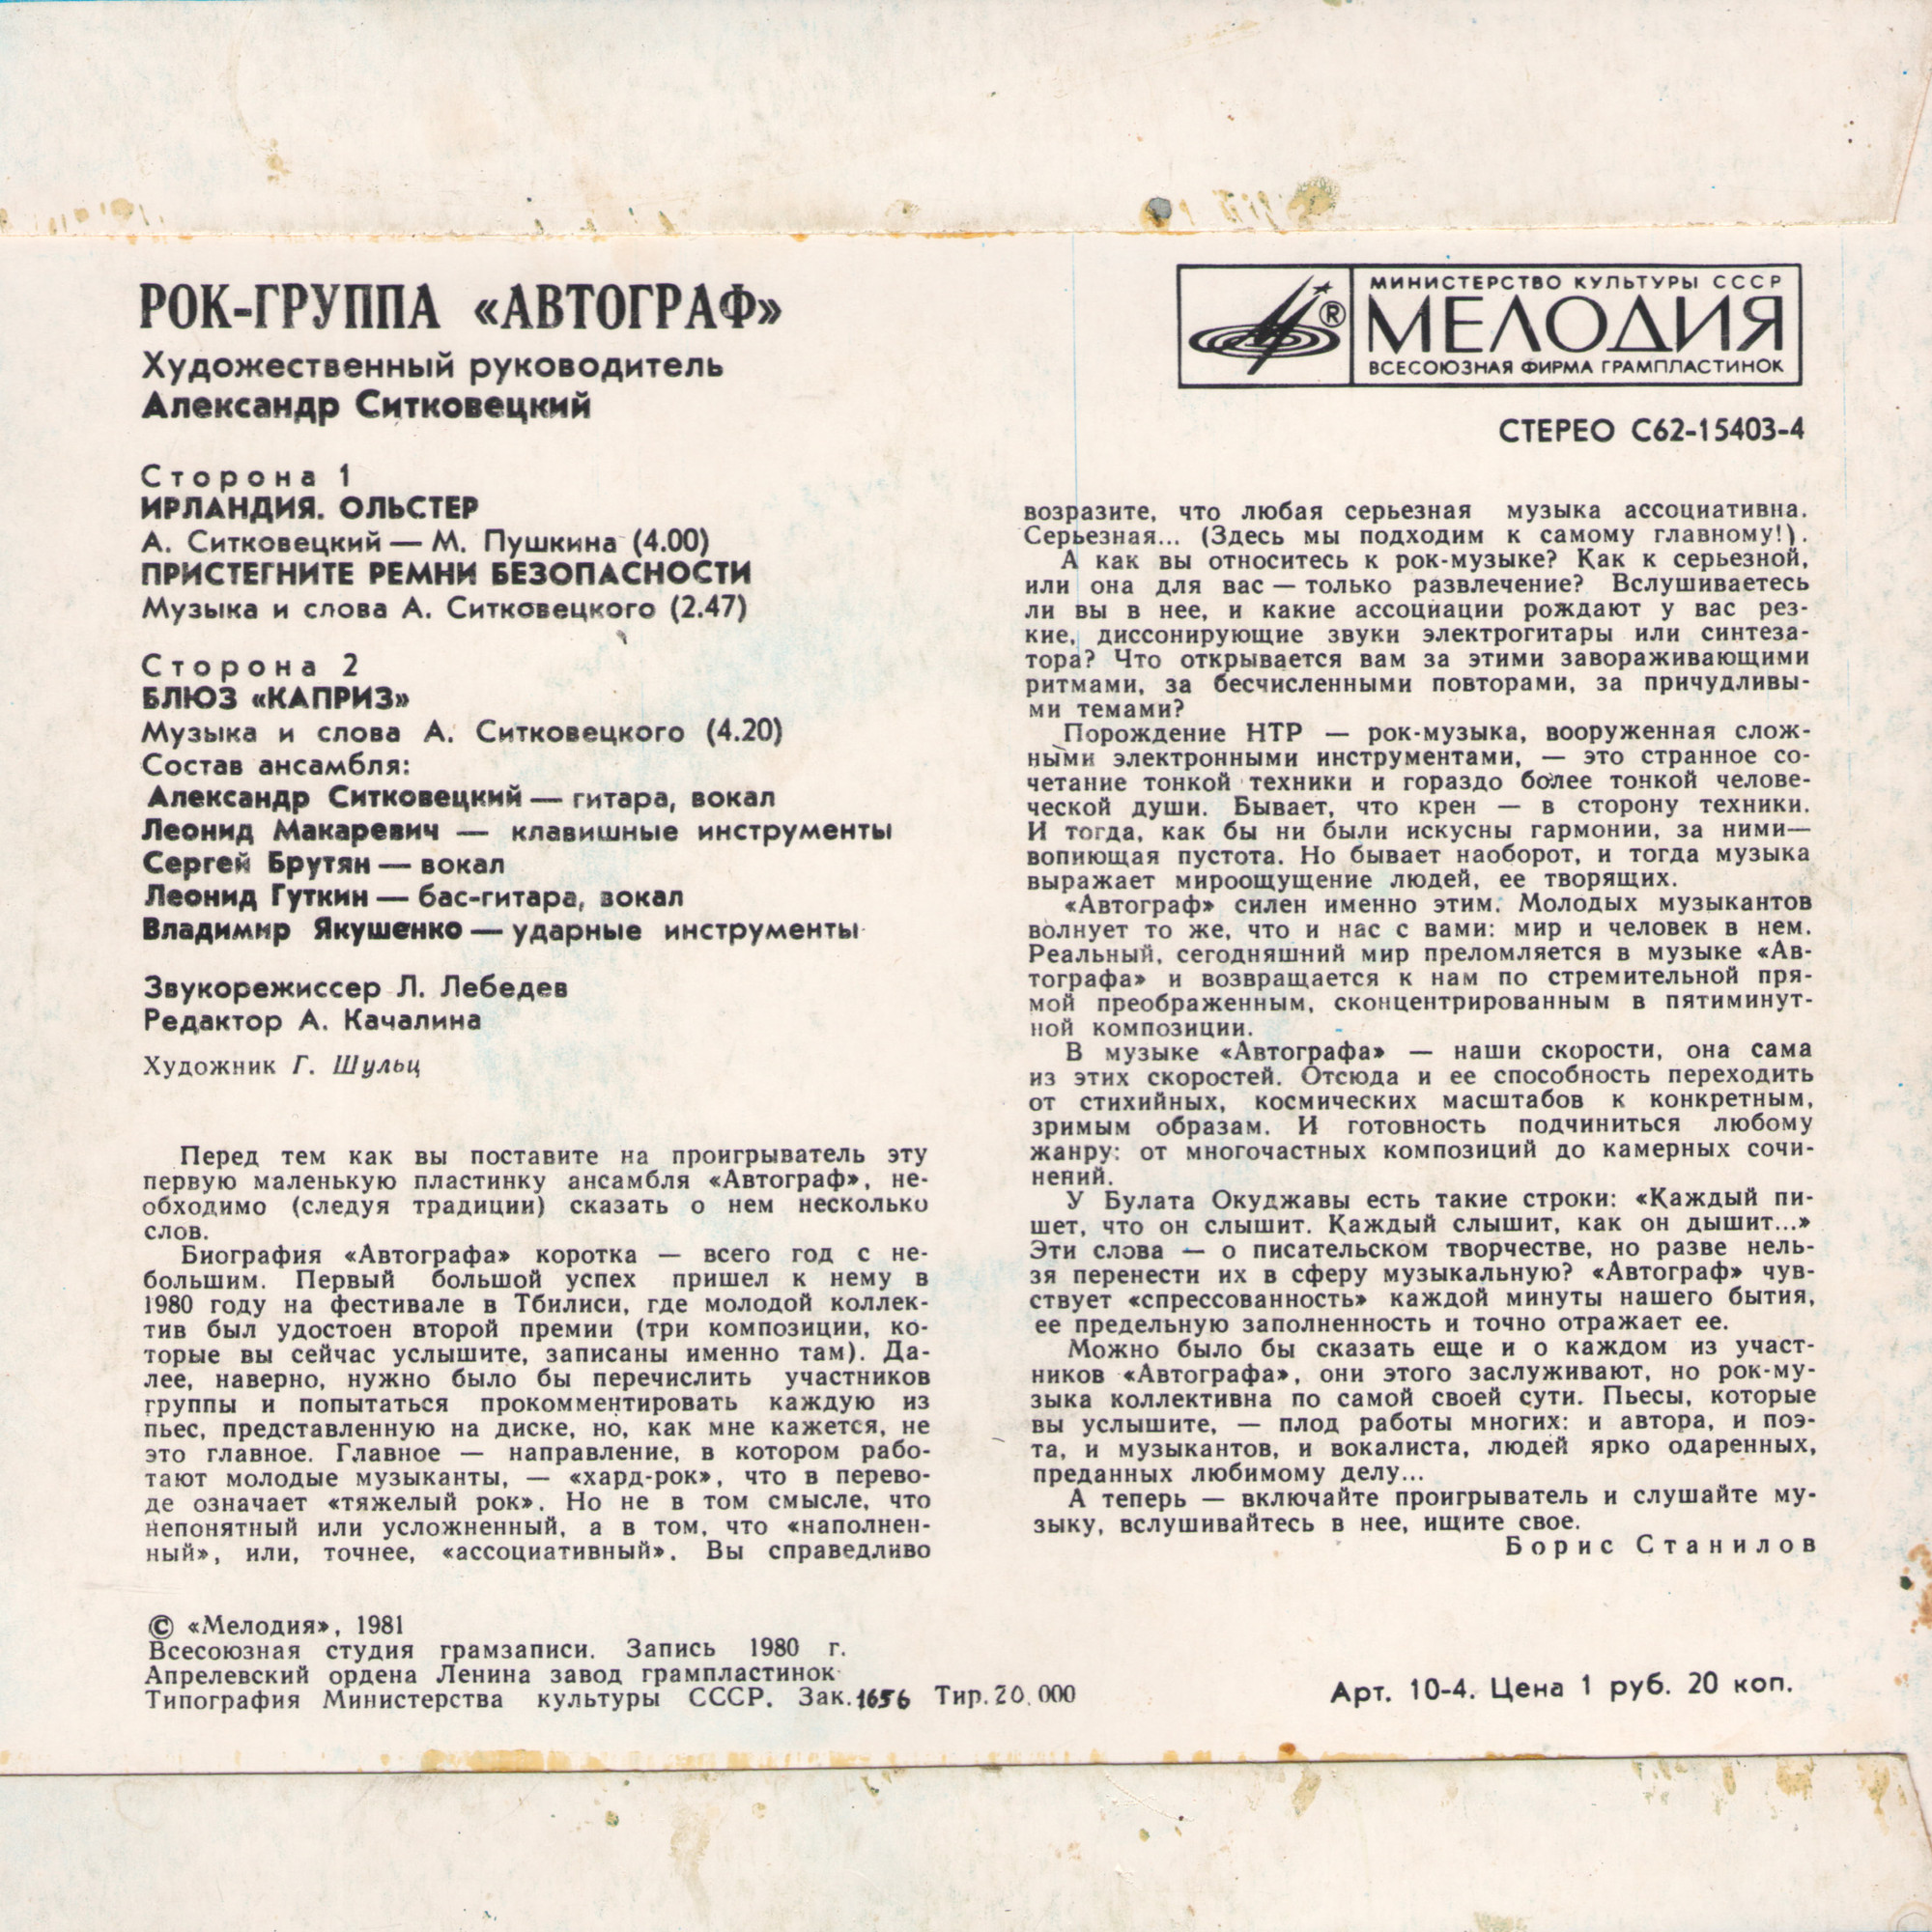 РОК-ГРУППА «АВТОГРАФ»
Художественный руководитель
Александр Ситковецкий
Сторона 1
ИРЛАНДИЯ. ОЛЬСТЕР
А. Ситковецкий — М. Пушкина (4.00)
ПРИСТЕГНИТЕ РЕМНИ БЕЗОПАСНОСТИ
Музыка и слова А. Ситковецкого (2.47)
Сторона 2
БЛЮЗ «КАПРИЗ»
Музыка и слова А. Ситковецкого (4.20)
Состав ансамбля:
Александр Ситковецкий — гитара, вокал
Леонид Макаревич — клавишные инструменты
Сергей Брутян — вокал
Леонид Гуткин — бас-гитара, вокал
Владимир Якушенко — ударные инструменты
Звукорежиссер Л. Лебедев
Редактор А. Качалина
Художник Г. Шульц
Перед тем как вы поставите на проигрыватель эту
первую маленькую пластинку ансамбля «Автограф», не-
обходимо (следуя традиции) сказать о нем несколько
слов.
Биография «Автографа» коротка — всего год с не-
большим. Первый большой успех пришел к нему в
1980 году на фестивале в Тбилиси, где молодой коллек-
тив был удостоен второй премии (три композиции, ко-
торые вы сейчас услышите, записаны именно там). Да-
лее, наверно, нужно было бы перечислить участников
группы и попытаться прокомментировать каждую из
пьес, представленную на диске, но, как мне кажется, не
это главное. Главное — направление, в котором рабо-
тают молодые музыканты, — «хард-рок», что в перево-
де означает «тяжелый рок». Но не в том смысле, что
непонятный или усложненный, а в том, что «наполнен-
ный», или, точнее, «ассоциативный». Вы справедливо
© «Мелодия», 1981
Всесоюзная студия грамзаписи. Запись 1980 г.
Апрелевский ордена Ленина завод грампластинок
Типография Министерства культуры СССР. Зак. 1656 Тир. 20.000
МИНИСТЕРСТВО КУЛЬТУРЫ СССР
® МЕЛОДИЯ
ВСЕСОЮЗНАЯ ФИРМА ГРАМПЛАСТИНОК
СТЕРЕО С62-15403-4
возразите, что любая серьезная музыка ассоциативна.
Серьезная... (Здесь мы подходим к самому главному!).
А как вы относитесь к рок-музыке? Как к серьезной,
или она для вас — только развлечение? Вслушиваетесь
ли вы в нее, и какие ассоциации рождают у вас рез-
кие, диссонирующие звуки электрогитары или синтеза-
тора? Что открывается вам за этими завораживающими
ритмами, за бесчисленными повторами, за причудливы-
ми темами?
Порождение НТР — рок-музыка, вооруженная слож-
ными электронными инструментами, — это странное со-
четание тонкой техники и гораздо более тонкой челове-
ческой души. Бывает, что крен — в сторону техники.
И тогда, как бы ни были искусны гармонии, за ними—
вопиющая пустота. Но бывает наоборот, и тогда музыка
выражает мироощущение людей, ее творящих.
«Автограф» силен именно этим. Молодых музыкантов
волнует то же, что и нас с вами: мир и человек в нем.
Реальный, сегодняшний мир преломляется в музыке «Ав-
тографа» и возвращается к нам по стремительной пря-
мой преображенным, сконцентрированным в пятиминут-
ной композиции.
В музыке «Автографа» — наши скорости, она сама
из этих скоростей. Отсюда и ее способность переходить
от стихийных, космических масштабов к конкретным,
зримым образам. И готовность подчиниться любому
жанру: от многочастных композиций до камерных сочи-
нений.
У Булата Окуджавы есть такие строки: «Каждый пи-
шет, что он слышит. Каждый слышит, как он дышит...»
Эти слова — о писательском творчестве, но разве нель-
зя перенести их в сферу музыкальную? «Автограф» чув-
ствует «спрессованность» каждой минуты нашего бытия,
ее предельную заполненность и точно отражает ее.
Можно было бы сказать еще и о каждом из участ-
ников «Автографа», они этого заслуживают, но рок-му-
зыка коллективна по самой своей сути. Пьесы, которые
вы услышите, — плод работы многих: и автора, и поэ-
та, и музыкантов, и вокалиста, людей ярко одаренных,
преданных любимому делу...
А теперь — включайте проигрыватель и слушайте му-
зыку, вслушивайтесь в нее, ищите свое.
Борис Станилов
Арт. 10-4. Цена 1 руб. 20 коп.